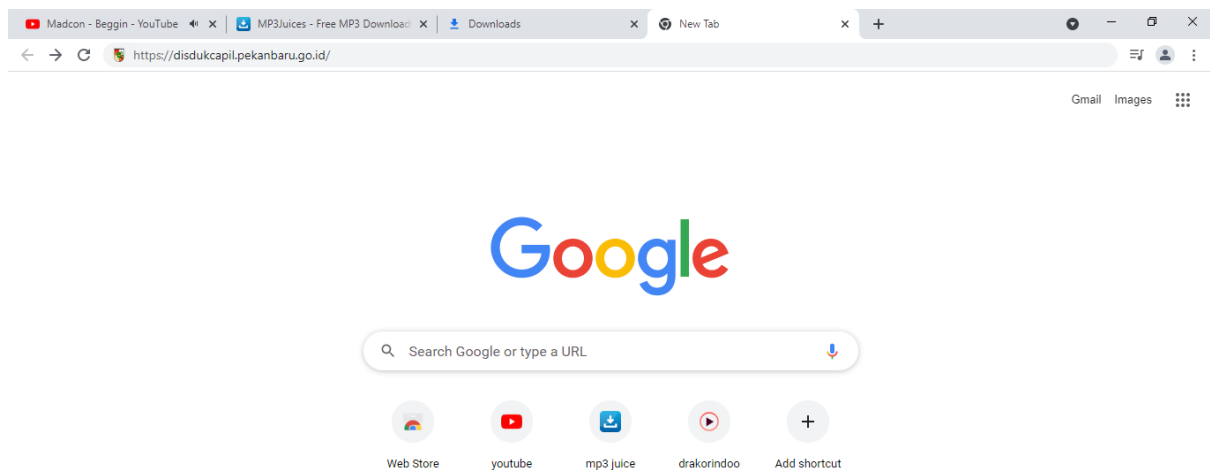 Madcon - Beggin - YouTube MP3Juices - Free MP3 Download Downloads New Tab
https://disdukcapil.pekanbaru.go.id/
Gmail Images
Google
Search Google or type a URL
Web Store youtube mp3 juice drakorindoo Add shortcut